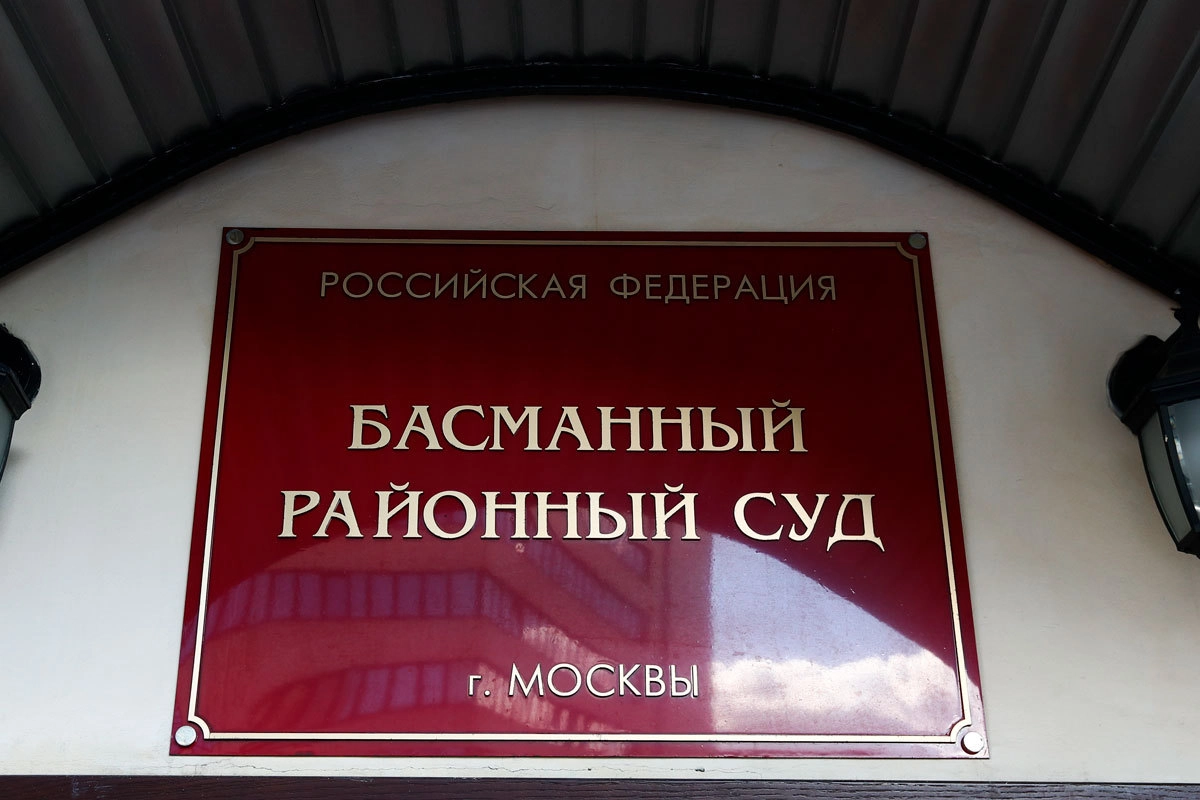 РОССИЙСКАЯ ФЕДЕРАЦИЯ
БАСМАННЫЙ
РАЙОННЫЙ СУД
г. МОСКВЫ